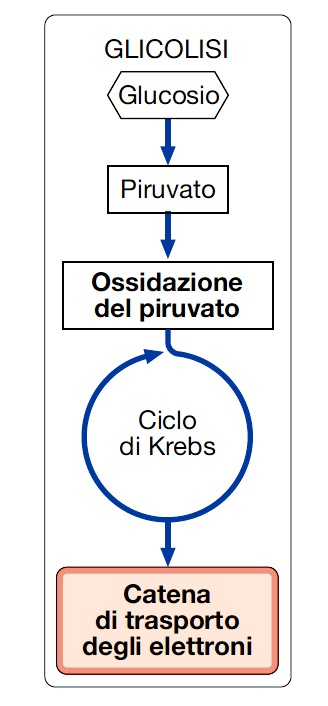 GLICOLISI
Glucosio
Piruvato
Ossidazione
del piruvato
Ciclo
di Krebs
Catena
di trasporto
degli elettroni